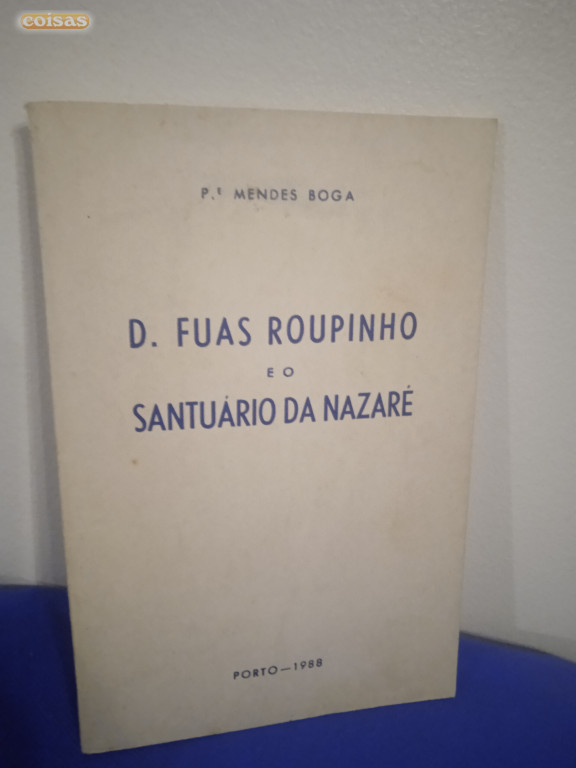 coisas
P.ᵉ MENDES BOGA
D. FUAS ROUPINHO
E O
SANTUÁRIO DA NAZARÉ
PORTO—1988